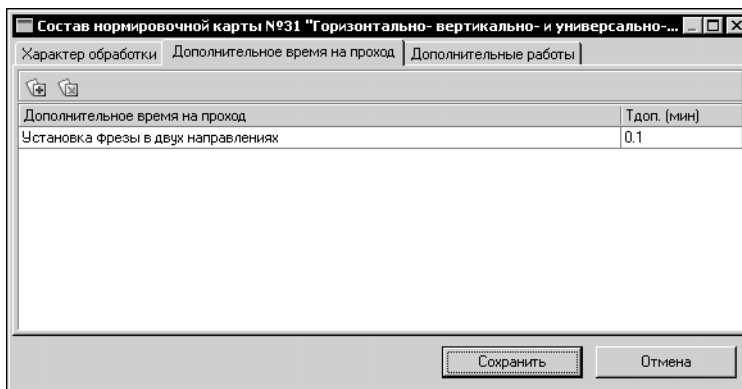 Состав нормировочной карты №31 "Горизонтально- вертикально- и универсально-...
Характер обработки Дополнительное время на проход Дополнительные работы
Дополнительное время на проход Тдоп. (мин)
Установка фрезы в двух направлениях 0.1
Сохранить Отмена